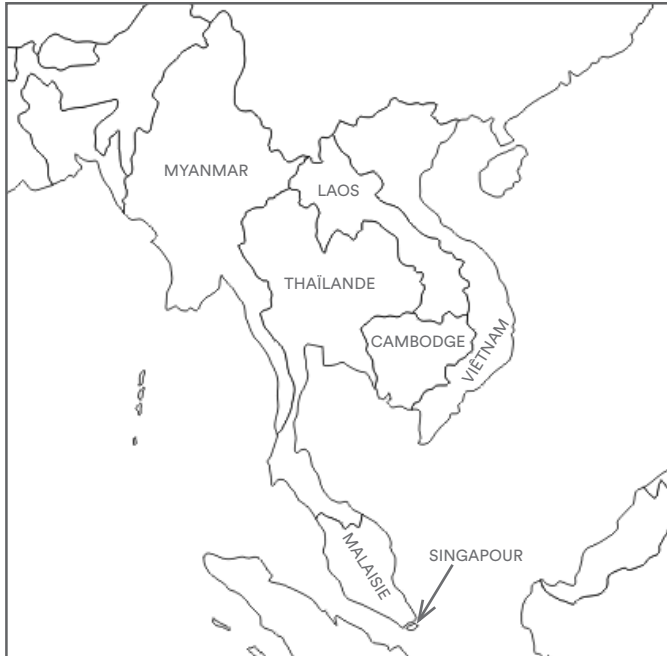 MYANMAR
LAOS
THAÏLANDE
CAMBODGE
VIÊTNAM
MALAISIE
SINGAPOUR